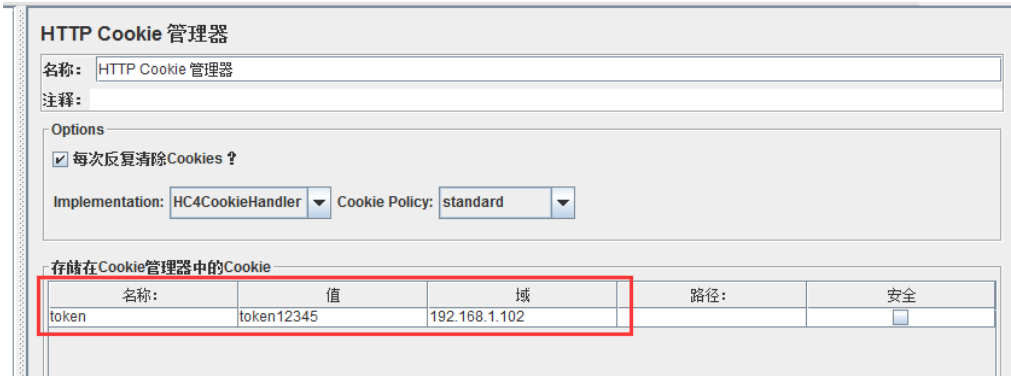 HTTP Cookie 管理器
名称： HTTP Cookie 管理器
注释：
Options
每次反复清除Cookies？
Implementation: HC4CookieHandler Cookie Policy: standard
存储在Cookie管理器中的Cookie
名称： 值 域 路径： 安全
token token12345 192.168.1.102